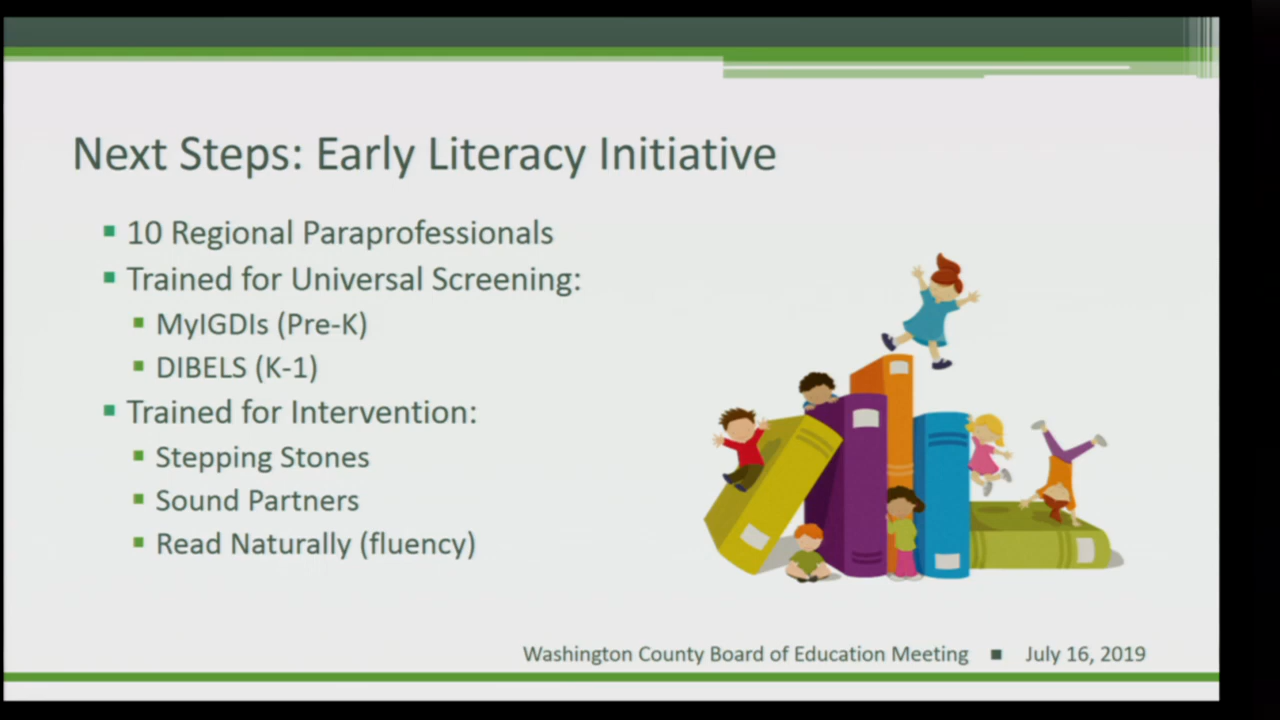 Next Steps: Early Literacy Initiative
10 Regional Paraprofessionals
Trained for Universal Screening:
MyIGDIs (Pre-K)
DIBELS (K-1)
Trained for Intervention:
Stepping Stones
Sound Partners
Read Naturally (fluency)
Washington County Board of Education Meeting ■ July 16, 2019